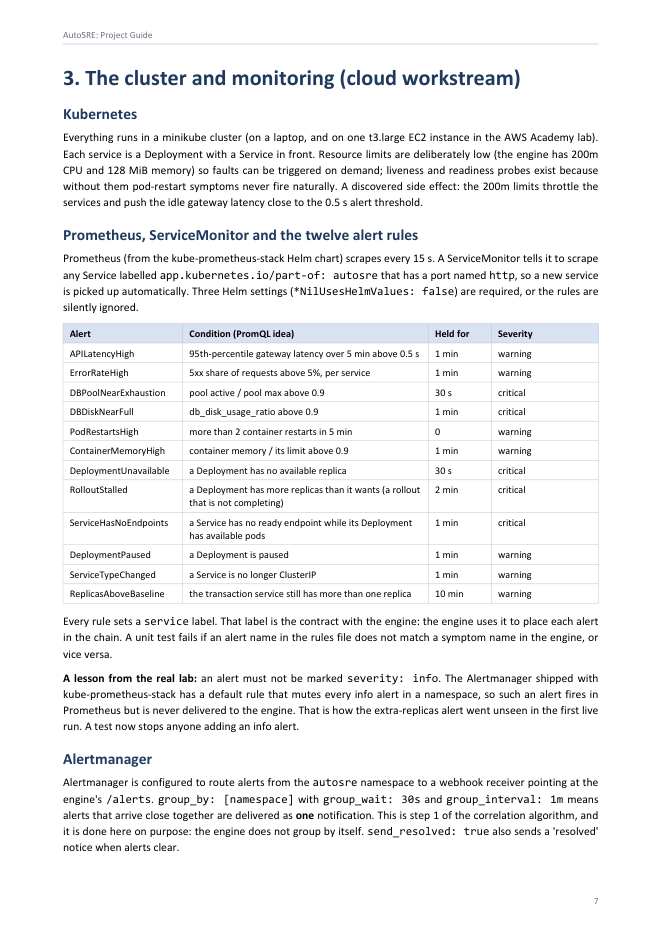 AutoSRE: Project Guide
3. The cluster and monitoring (cloud workstream)
Kubernetes
Everything runs in a minikube cluster (on a laptop, and on one t3.large EC2 instance in the AWS Academy lab).
Each service is a Deployment with a Service in front. Resource limits are deliberately low (the engine has 200m
CPU and 128 MiB memory) so faults can be triggered on demand; liveness and readiness probes exist because
without them pod-restart symptoms never fire naturally. A discovered side effect: the 200m limits throttle the
services and push the idle gateway latency close to the 0.5 s alert threshold.
Prometheus, ServiceMonitor and the twelve alert rules
Prometheus (from the kube-prometheus-stack Helm chart) scrapes every 15 s. A ServiceMonitor tells it to scrape
any Service labelled app.kubernetes.io/part-of: autosre that has a port named http, so a new service
is picked up automatically. Three Helm settings (*NilUsesHelmValues: false) are required, or the rules are
silently ignored.
Alert Condition (PromQL idea) Held for Severity
APILatencyHigh 95th-percentile gateway latency over 5 min above 0.5 s 1 min warning
ErrorRateHigh 5xx share of requests above 5%, per service 1 min warning
DBPoolNearExhaustion pool active / pool max above 0.9 30 s critical
DBDiskNearFull db_disk_usage_ratio above 0.9 1 min critical
PodRestartsHigh more than 2 container restarts in 5 min 0 warning
ContainerMemoryHigh container memory / its limit above 0.9 1 min warning
DeploymentUnavailable a Deployment has no available replica 30 s critical
RolloutStalled a Deployment has more replicas than it wants (a rollout 2 min critical
that is not completing)
ServiceHasNoEndpoints a Service has no ready endpoint while its Deployment 1 min critical
has available pods
DeploymentPaused a Deployment is paused 1 min warning
ServiceTypeChanged a Service is no longer ClusterIP 1 min warning
ReplicasAboveBaseline the transaction service still has more than one replica 10 min warning
Every rule sets a service label. That label is the contract with the engine: the engine uses it to place each alert
in the chain. A unit test fails if an alert name in the rules file does not match a symptom name in the engine, or
vice versa.
A lesson from the real lab: an alert must not be marked severity: info. The Alertmanager shipped with
kube-prometheus-stack has a default rule that mutes every info alert in a namespace, so such an alert fires in
Prometheus but is never delivered to the engine. That is how the extra-replicas alert went unseen in the first live
run. A test now stops anyone adding an info alert.
Alertmanager
Alertmanager is configured to route alerts from the autosre namespace to a webhook receiver pointing at the
engine's /alerts. group_by: [namespace] with group_wait: 30s and group_interval: 1m means
alerts that arrive close together are delivered as one notification. This is step 1 of the correlation algorithm, and
it is done here on purpose: the engine does not group by itself. send_resolved: true also sends a 'resolved'
notice when alerts clear.
7